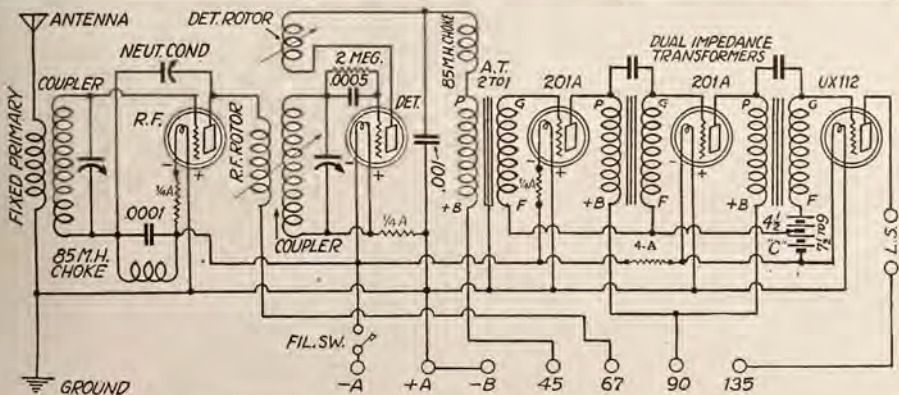 ANTENNA
DET. ROTOR
NEUT. COND
2 MEG.
.0005
85 M.H. CHOKE
A.T.
2 TO 1
DUAL IMPEDANCE
TRANSFORMERS
COUPLER
201A
201A
UX112
P
G
P
G
P
G
R.F.
DET.
FIXED PRIMARY
R.F. ROTOR
-
+
-
+
-
+
-
+
¼A
.0001
.001
¼A
¼A
+B
F
+B
F
+B
F
4½
"C"
6 or
7½
85 M.H.
CHOKE
COUPLER
4-A
L.S.
FIL. SW.
GROUND
-A
+A
-B
45
67
90
135